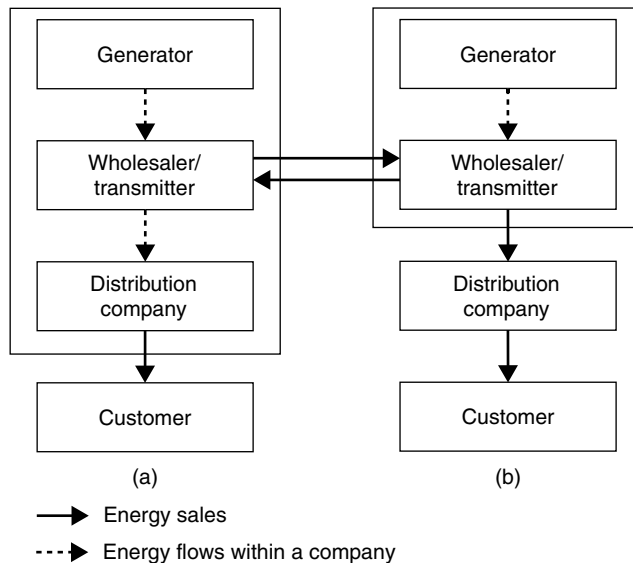 Generator
Wholesaler/
transmitter
Distribution
company
Customer
(a)
Generator
Wholesaler/
transmitter
Distribution
company
Customer
(b)
Energy sales
Energy flows within a company